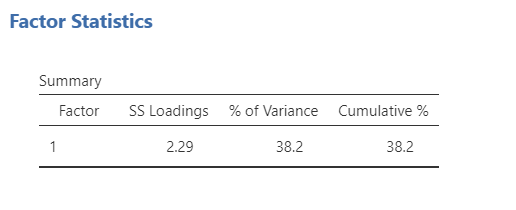 Factor Statistics
Summary
Factor SS Loadings % of Variance Cumulative %
1 2.29 38.2 38.2